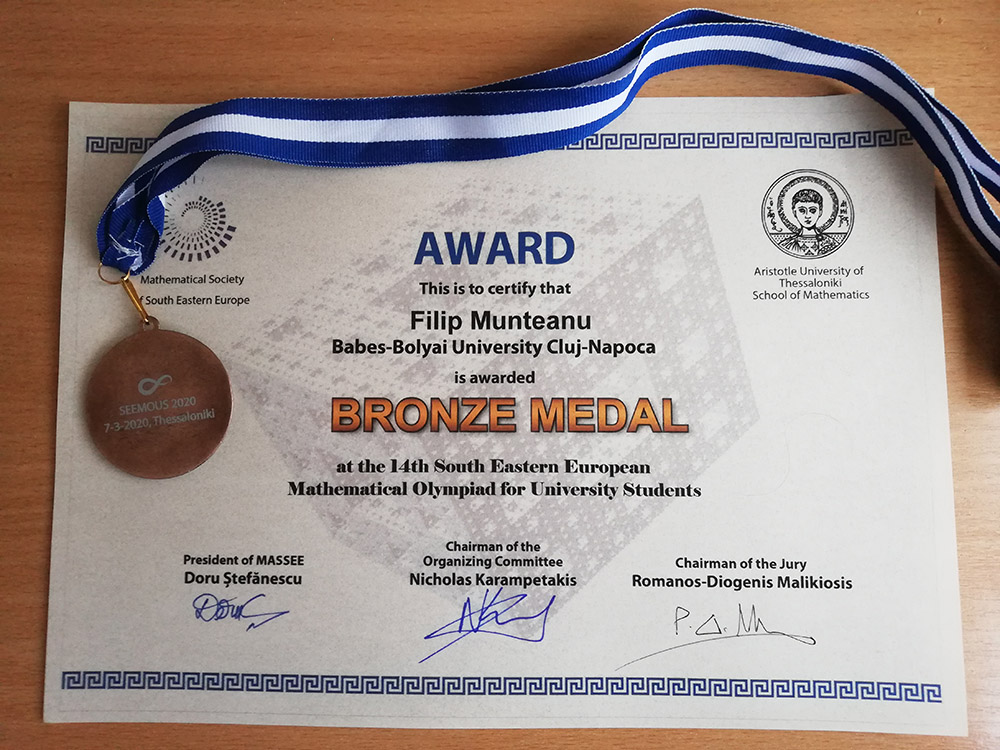 Mathematical Society
of South Eastern Europe
Aristotle University of
Thessaloniki
School of Mathematics
AWARD
This is to certify that
Filip Munteanu
Babes-Bolyai University Cluj-Napoca
is awarded
BRONZE MEDAL
at the 14th South Eastern European
Mathematical Olympiad for University Students
SEEMOUS 2020
7-3-2020, Thessaloniki
President of MASSEE
Doru Ștefănescu
Chairman of the
Organizing Committee
Nicholas Karampetakis
Chairman of the Jury
Romanos-Diogenis Malikiosis